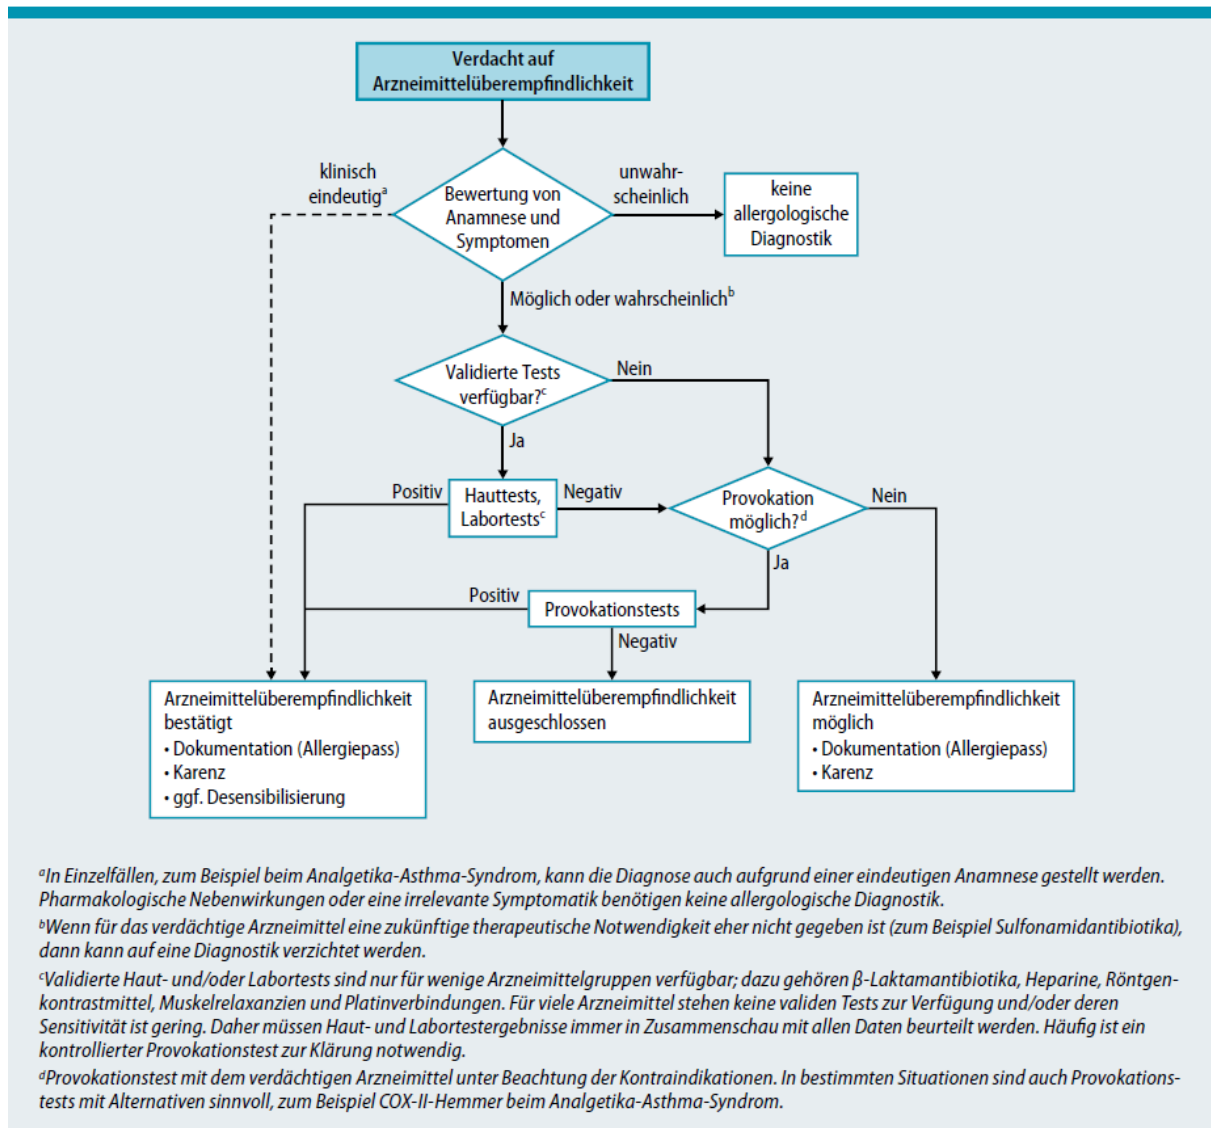 Verdacht auf
Arzneimittelüberempfindlichkeit
klinisch
eindeutigᵃ
Bewertung von
Anamnese und
Symptomen
unwahr-
scheinlich
keine
allergologische
Diagnostik
Möglich oder wahrscheinlichᵇ
Validierte Tests
verfügbar?ᶜ
Nein
Ja
Positiv
Hauttests,
Labortestsᶜ
Negativ
Provokation
möglich?ᵈ
Nein
Ja
Positiv
Provokationstests
Negativ
Arzneimittelüberempfindlichkeit
bestätigt
• Dokumentation (Allergiepass)
• Karenz
• ggf. Desensibilisierung
Arzneimittelüberempfindlichkeit
ausgeschlossen
Arzneimittelüberempfindlichkeit
möglich
• Dokumentation (Allergiepass)
• Karenz
ᵃIn Einzelfällen, zum Beispiel beim Analgetika-Asthma-Syndrom, kann die Diagnose auch aufgrund einer eindeutigen Anamnese gestellt werden.
Pharmakologische Nebenwirkungen oder eine irrelevante Symptomatik benötigen keine allergologische Diagnostik.
ᵇWenn für das verdächtige Arzneimittel eine zukünftige therapeutische Notwendigkeit eher nicht gegeben ist (zum Beispiel Sulfonamidantibiotika),
dann kann auf eine Diagnostik verzichtet werden.
ᶜValidierte Haut- und/oder Labortests sind nur für wenige Arzneimittelgruppen verfügbar; dazu gehören β-Laktamantibiotika, Heparine, Röntgen-
kontrastmittel, Muskelrelaxanzien und Platinverbindungen. Für viele Arzneimittel stehen keine validen Tests zur Verfügung und/oder deren
Sensitivität ist gering. Daher müssen Haut- und Labortestergebnisse immer in Zusammenschau mit allen Daten beurteilt werden. Häufig ist ein
kontrollierter Provokationstest zur Klärung notwendig.
ᵈProvokationstest mit dem verdächtigen Arzneimittel unter Beachtung der Kontraindikationen. In bestimmten Situationen sind auch Provokations-
tests mit Alternativen sinnvoll, zum Beispiel COX-II-Hemmer beim Analgetika-Asthma-Syndrom.